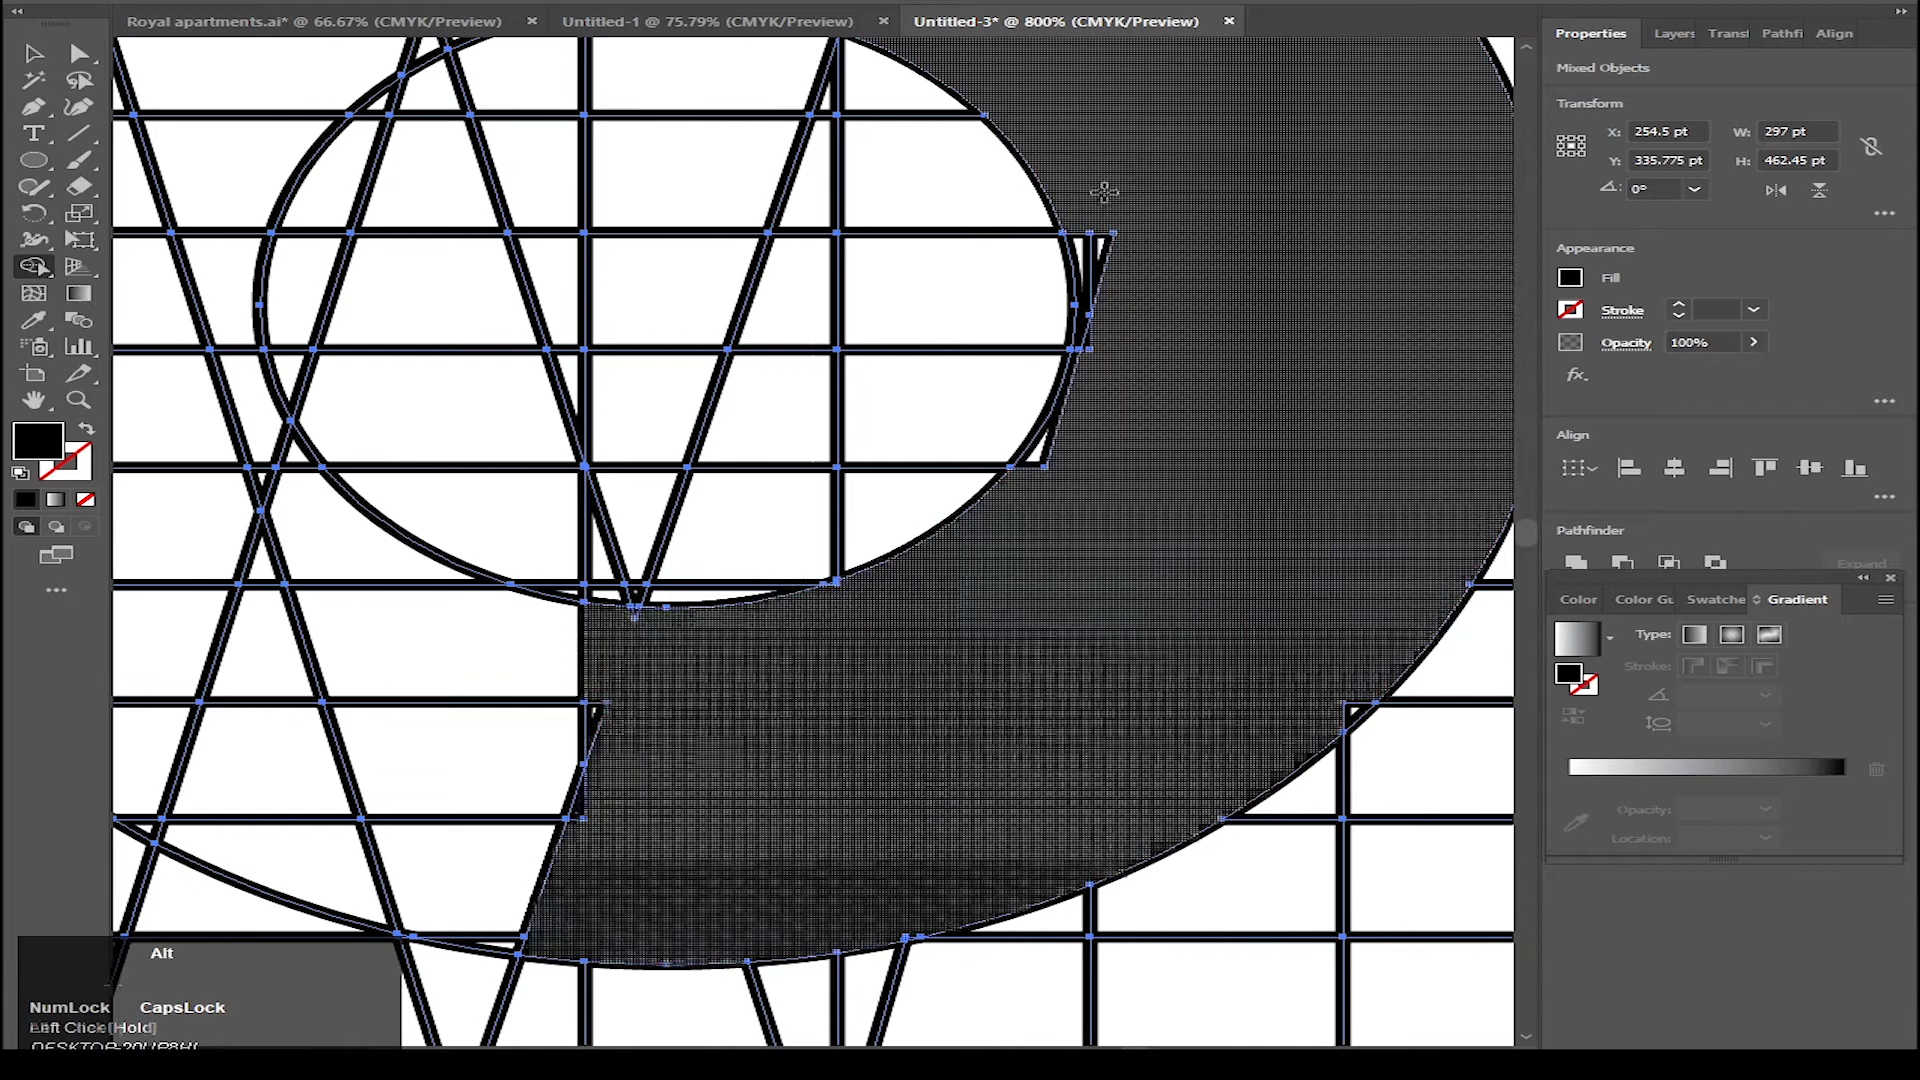 Royal apartments.ai* @ 66.67% (CMYK/Preview)
Untitled-1 @ 75.79% (CMYK/Preview)
Untitled-3* @ 800% (CMYK/Preview)
Properties Layers Transf Pathfi Align
Mixed Objects
Transform
X: 254.5 pt W: 297 pt
Y: 335.775 pt H: 462.45 pt
0°
Appearance
Fill
Stroke
Opacity 100%
fx.
Align
Pathfinder
Expand
Color Color Gu Swatche Gradient
Type:
Stroke:
Opacity:
Location:
Alt
NumLock CapsLock
Left Click[Hold]